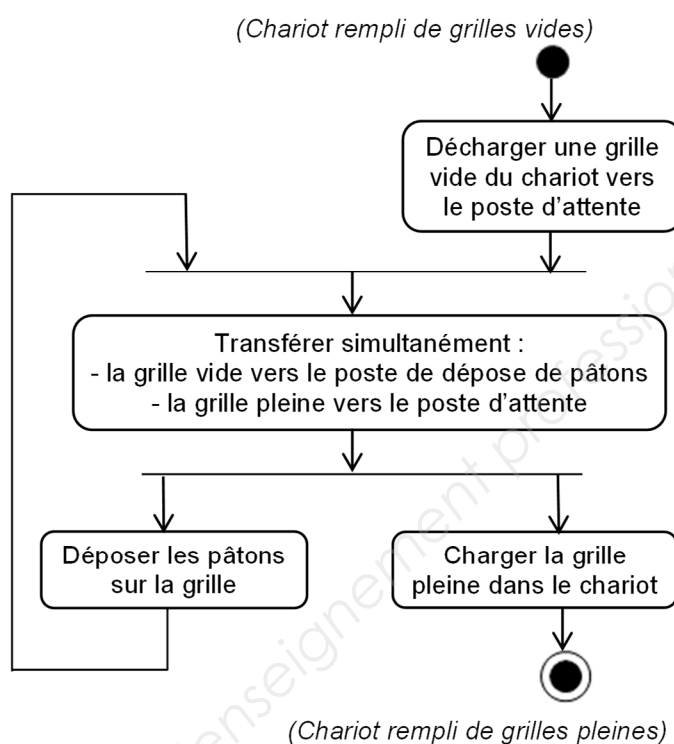 (Chariot rempli de grilles vides)
Décharger une grille
vide du chariot vers
le poste d'attente
Transférer simultanément :
- la grille vide vers le poste de dépose de pâtons
- la grille pleine vers le poste d'attente
Déposer les pâtons
sur la grille
Charger la grille
pleine dans le chariot
(Chariot rempli de grilles pleines)
enseignement profession